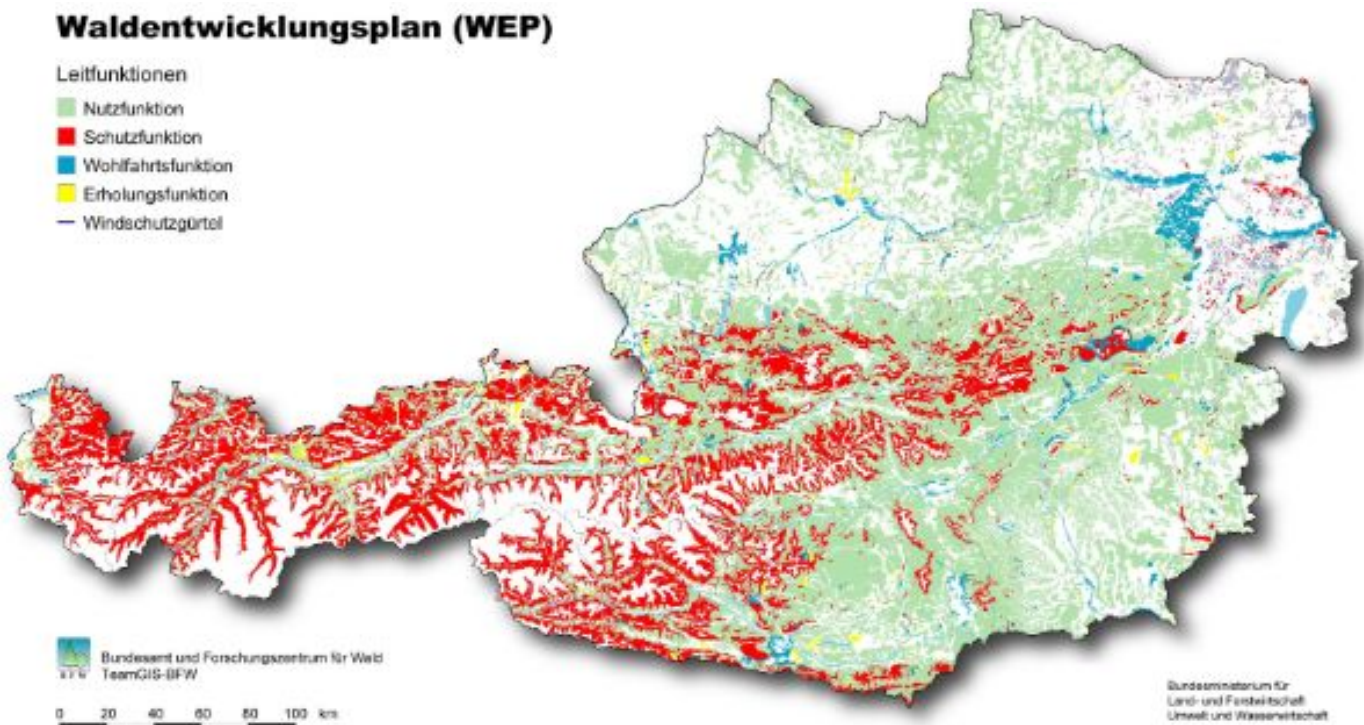 Waldentwicklungsplan (WEP)
Leitfunktionen
Nutzfunktion
Schutzfunktion
Wohlfahrtsfunktion
Erholungsfunktion
Windschutzgürtel
Bundesamt und Forschungszentrum für Wald
BFW TeamGIS-BFW
0 20 40 60 80 100 km
Bundesministerium für
Land- und Forstwirtschaft
Umwelt und Wasserwirtschaft